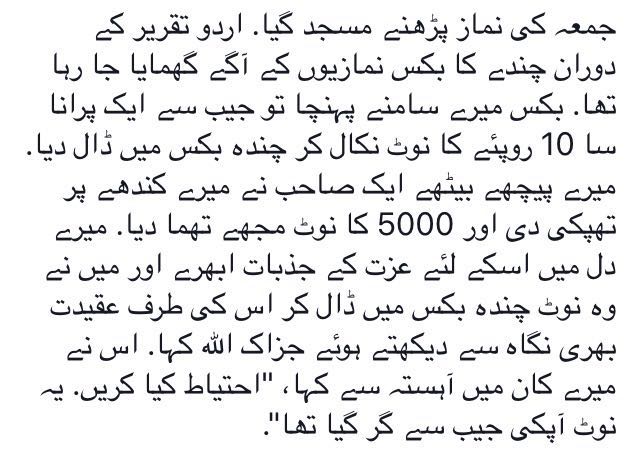 جمعہ کی نماز پڑھنے مسجد گیا. اردو تقریر کے
دوران چندے کا بکس نمازیوں کے آگے گھمایا جا رہا
تھا. بکس میرے سامنے پہنچا تو جیب سے ایک پرانا
سا 10 روپئے کا نوٹ نکال کر چندہ بکس میں ڈال دیا.
میرے پیچھے بیٹھے ایک صاحب نے میرے کندھے پر
تھپکی دی اور 5000 کا نوٹ مجھے تھما دیا. میرے
دل میں اسکے لئے عزت کے جذبات ابھرے اور میں نے
وہ نوٹ چندہ بکس میں ڈال کر اس کی طرف عقیدت
بھری نگاہ سے دیکھتے ہوئے جزاک اللہ کہا. اس نے
میرے کان میں آہستہ سے کہا، "احتیاط کیا کریں. یہ
نوٹ آپکی جیب سے گر گیا تھا".